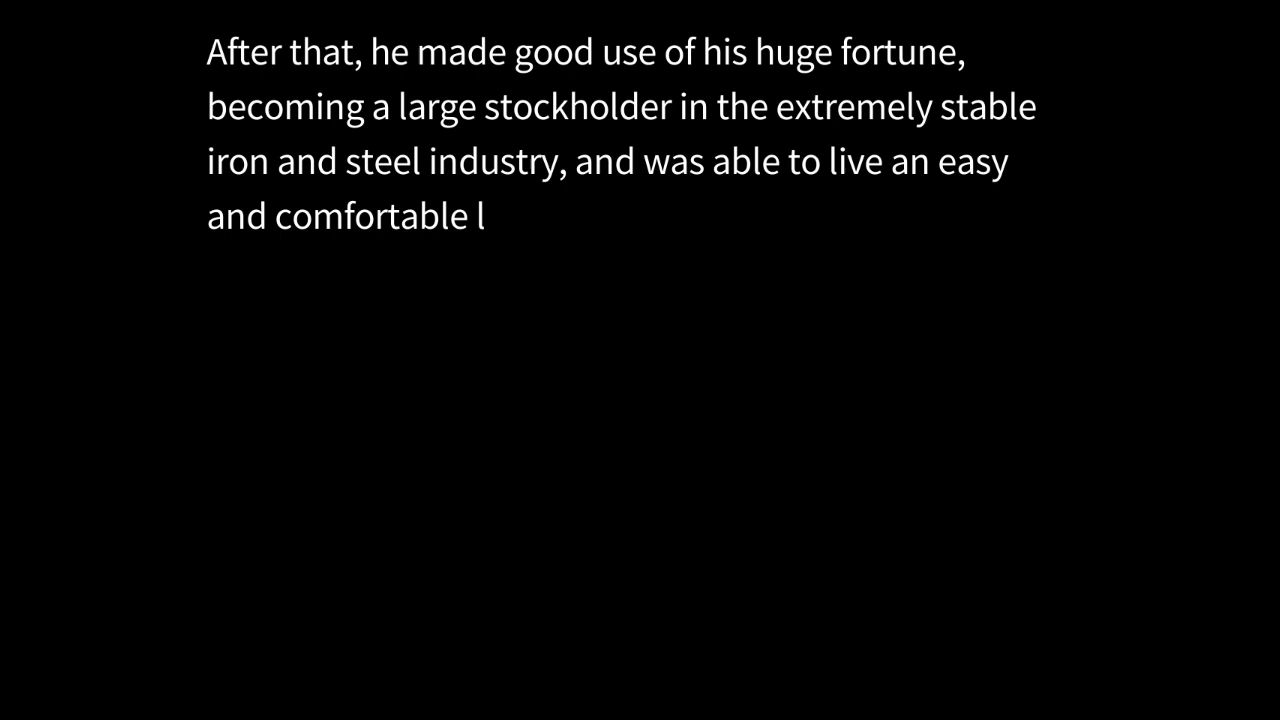 After that, he made good use of his huge fortune,
becoming a large stockholder in the extremely stable
iron and steel industry, and was able to live an easy
and comfortable l